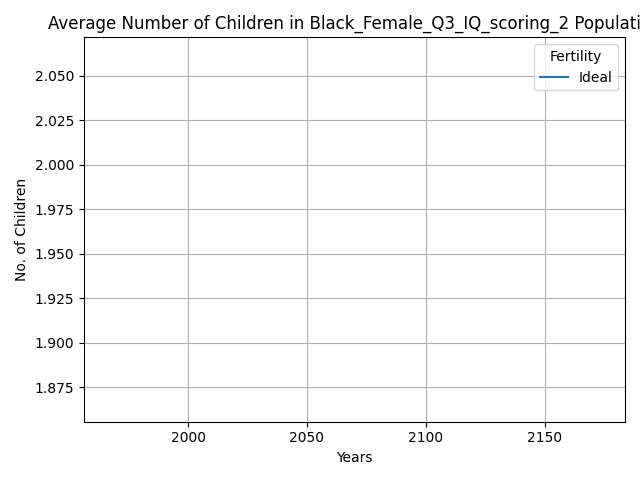 Average Number of Children in Black_Female_Q3_IQ_scoring_2 Populati
Fertility
Ideal
2.050
2.025
2.000
1.975
1.950
1.925
1.900
1.875
No. of Children
2000 2050 2100 2150
Years